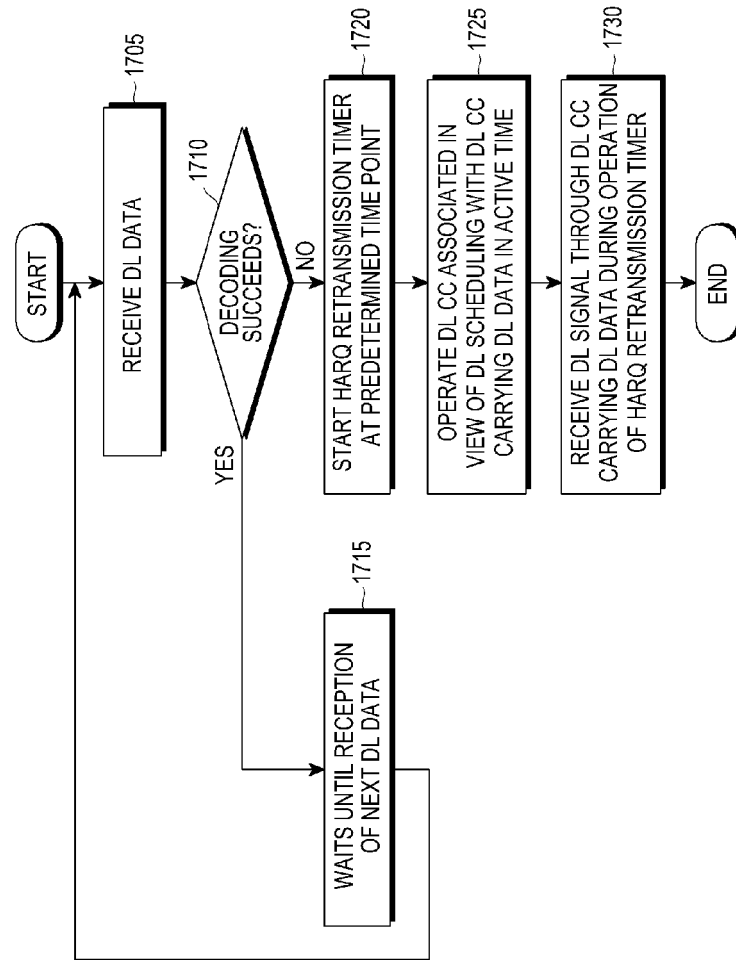 START
1705
RECEIVE DL DATA
1710
DECODING
SUCCEEDS?
YES
NO
1715
WAITS UNTIL RECEPTION
OF NEXT DL DATA
1720
START HARQ RETRANSMISSION TIMER
AT PREDETERMINED TIME POINT
1725
OPERATE DL CC ASSOCIATED IN
VIEW OF DL SCHEDULING WITH DL CC
CARRYING DL DATA IN ACTIVE TIME
1730
RECEIVE DL SIGNAL THROUGH DL CC
CARRYING DL DATA DURING OPERATION
OF HARQ RETRANSMISSION TIMER
END